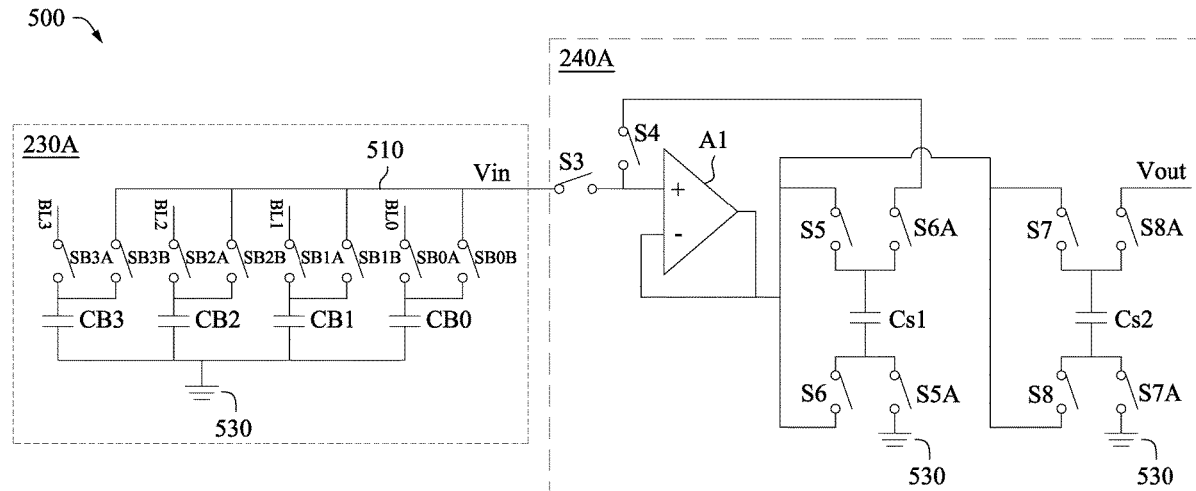 500
240A
230A
510
Vin
S3
S4
A1
+
-
Vout
BL3
BL2
BL1
BL0
SB3A
SB3B
SB2A
SB2B
SB1A
SB1B
SB0A
SB0B
S5
S6A
S7
S8A
CB3
CB2
CB1
CB0
Cs1
Cs2
S6
S5A
S8
S7A
530
530
530